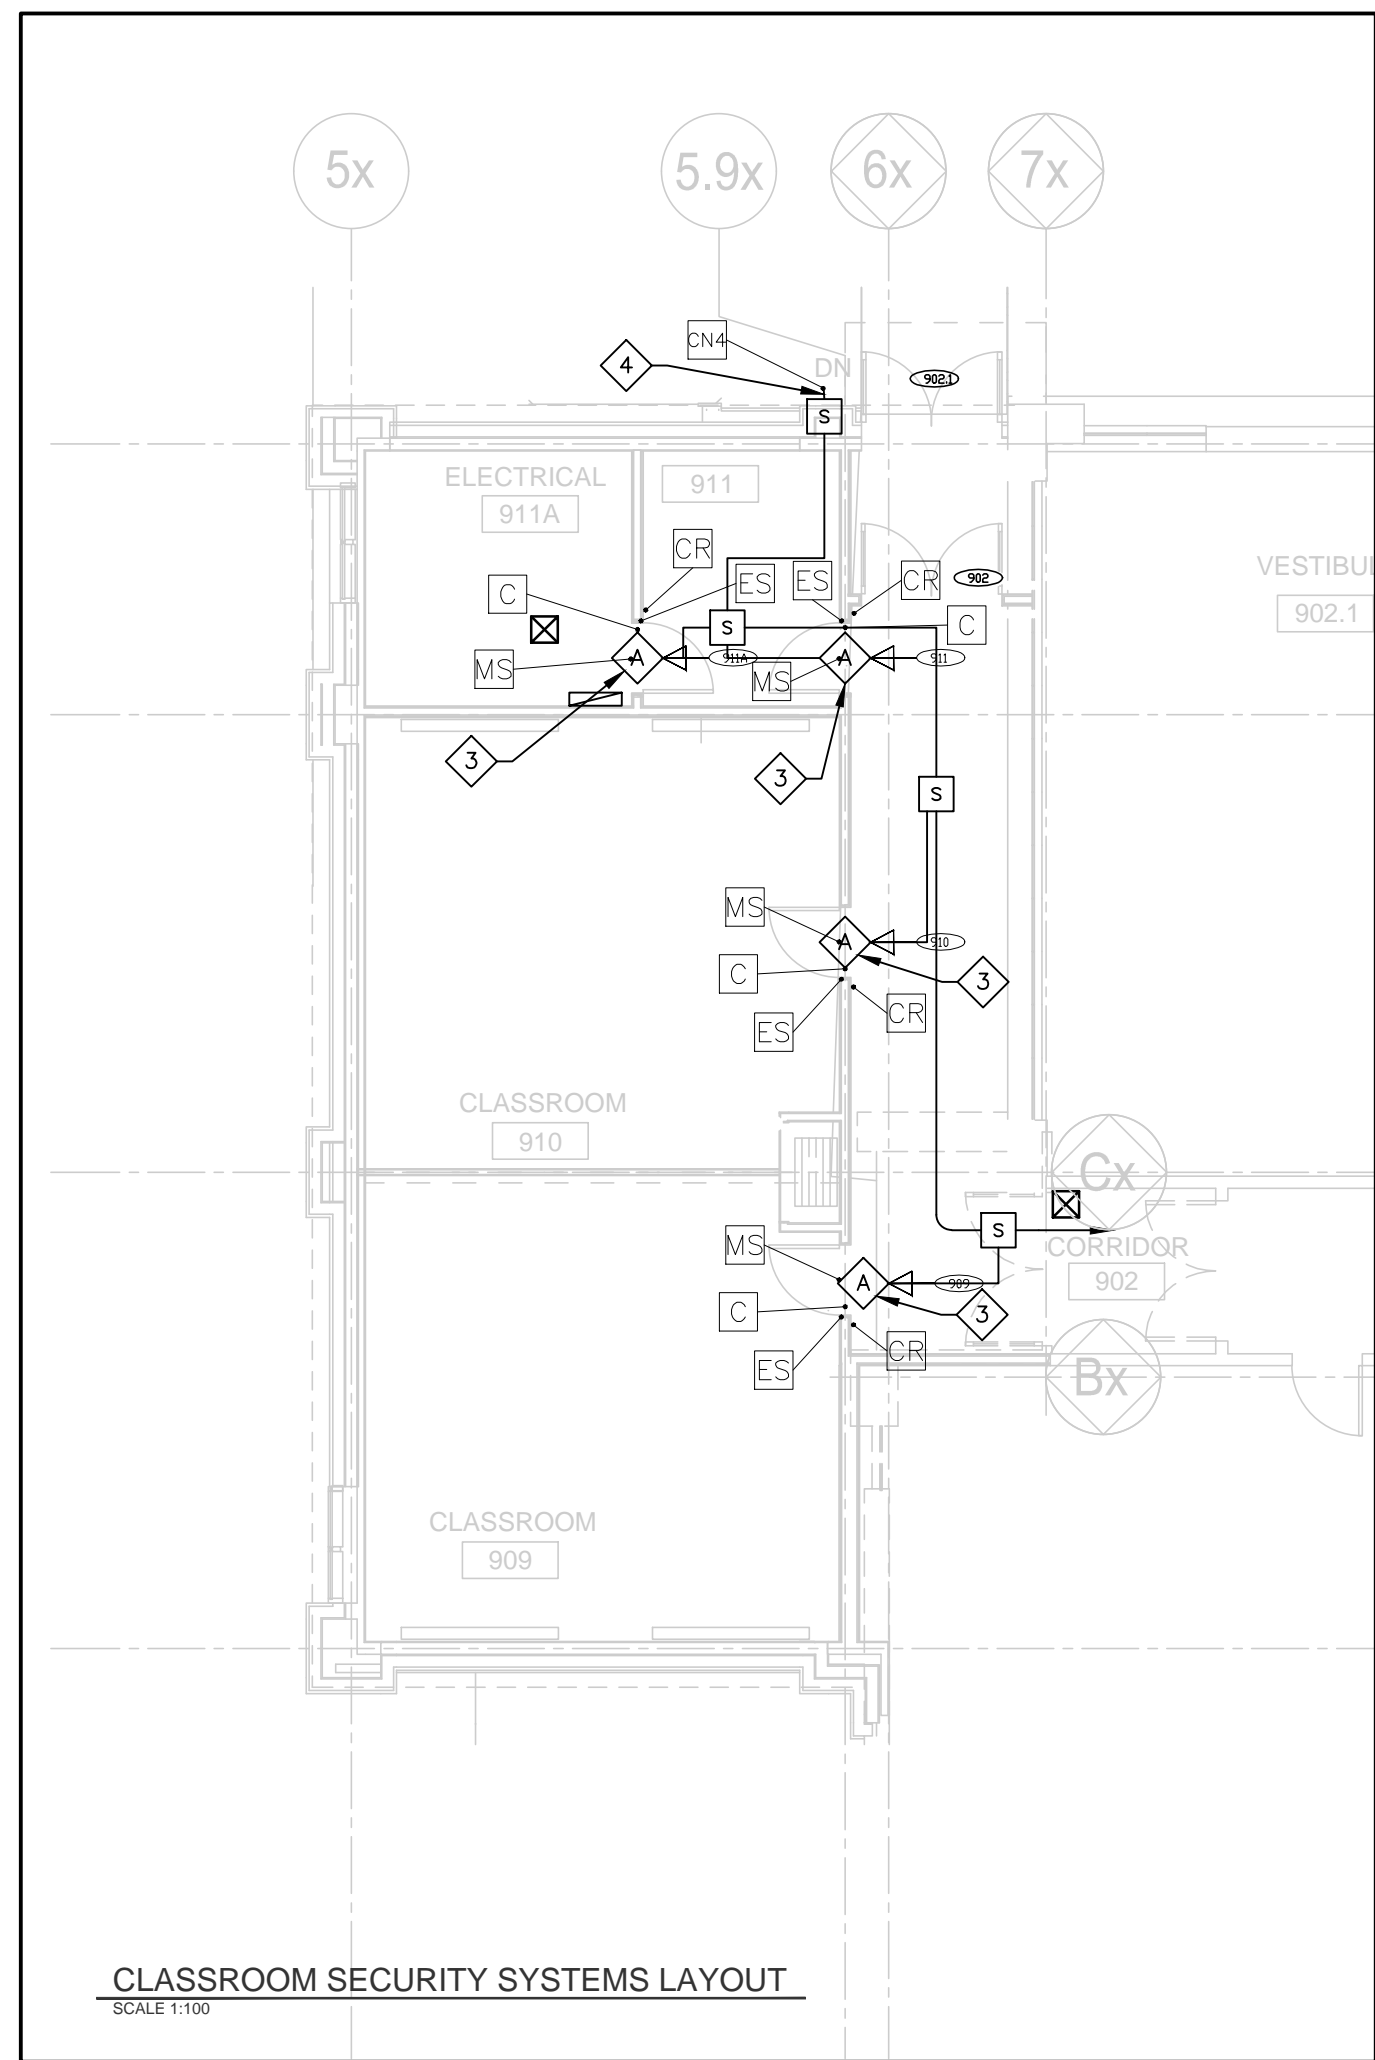 5x
5.9x
6x
7x
CN4
4
DN
902.1
S
ELECTRICAL
911A
911
CR
ES
ES
CR
902
VESTIBUL
902.1
C
S
C
MS
A
911A
MS
A
911
3
3
S
MS
A
910
C
3
ES
CR
CLASSROOM
910
Cx
MS
S
CORRIDOR
902
A
909
C
3
ES
CR
Bx
CLASSROOM
909
CLASSROOM SECURITY SYSTEMS LAYOUT
SCALE 1:100